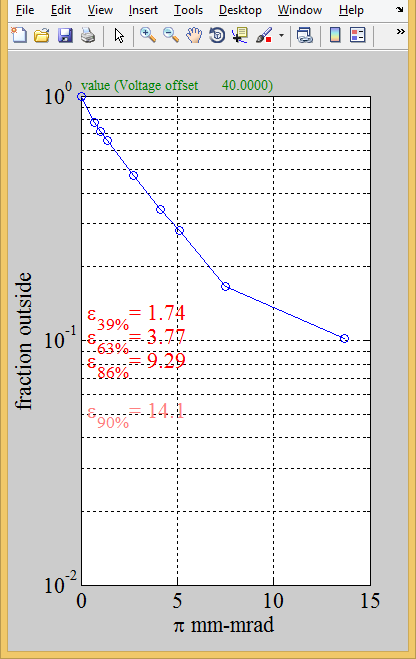 File Edit View Insert Tools Desktop Window Help
value (Voltage offset 40.0000)
10^0
ε39%= 1.74
10^-1
ε63%= 3.77
ε86%= 9.29
ε90%= 14.1
fraction outside
10^-2
0 5 10 15
π mm-mrad